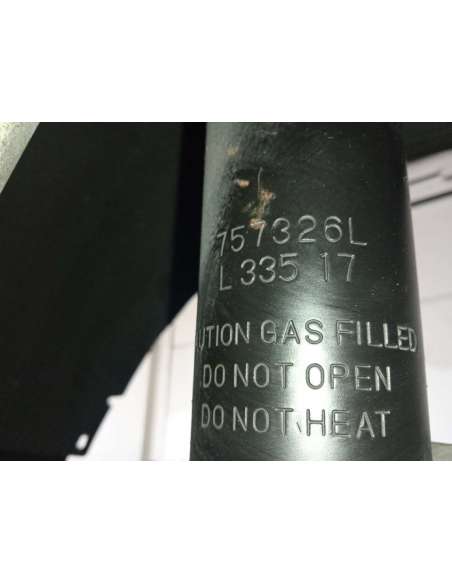 757326L
L 335 17
UTION GAS FILLED
DO NOT OPEN
DO NOT HEAT